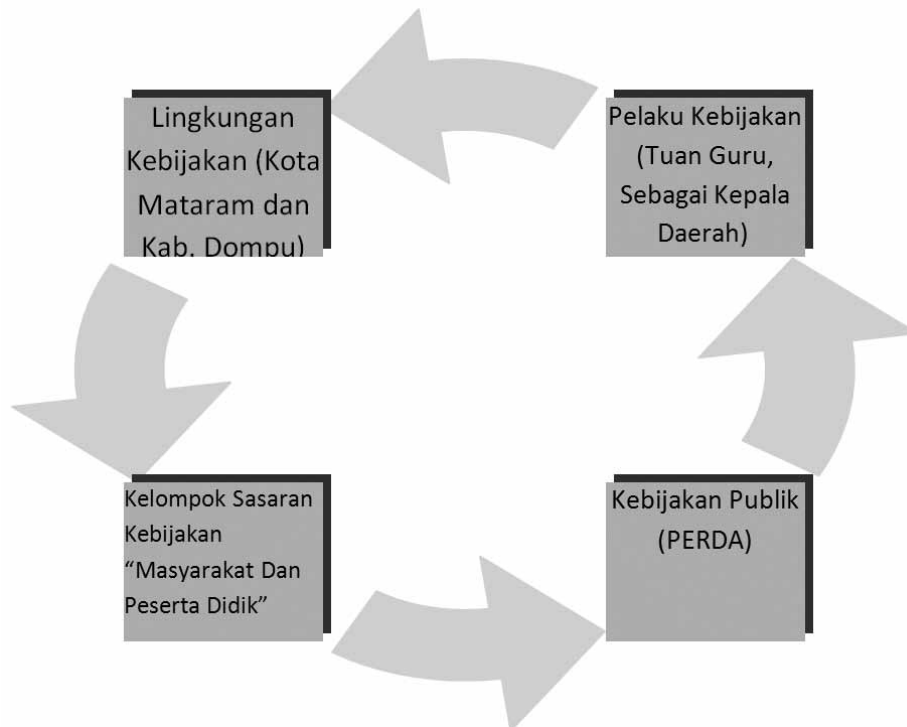 Lingkungan
Kebijakan (Kota
Mataram dan
Kab. Dompu)
Pelaku Kebijakan
(Tuan Guru,
Sebagai Kepala
Daerah)
Kelompok Sasaran
Kebijakan
“Masyarakat Dan
Peserta Didik”
Kebijakan Publik
(PERDA)